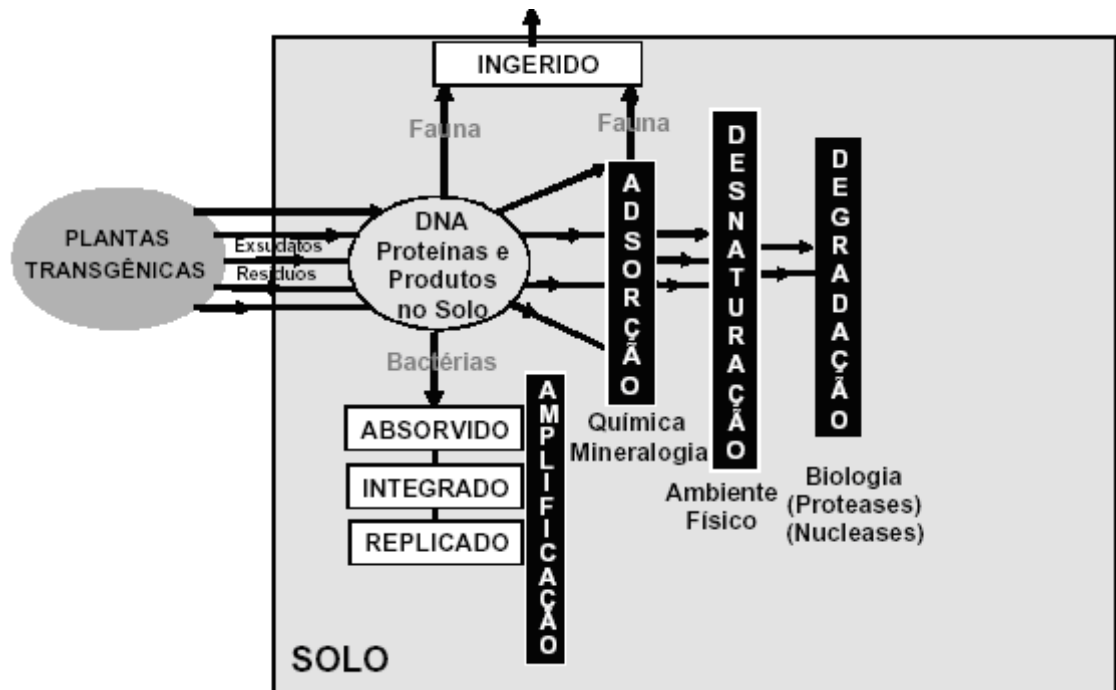 INGERIDO
Fauna
Fauna
PLANTAS
TRANSGÊNICAS
Exsudatos
Resíduos
DNA
Proteínas e
Produtos
no Solo
ADSORÇÃO
Química
Mineralogia
DESNATURAÇÃO
Ambiente
Físico
DEGRADAÇÃO
Biologia
(Proteases)
(Nucleases)
Bactérias
ABSORVIDO
INTEGRADO
REPLICADO
AMPLIFICAÇÃO
SOLO